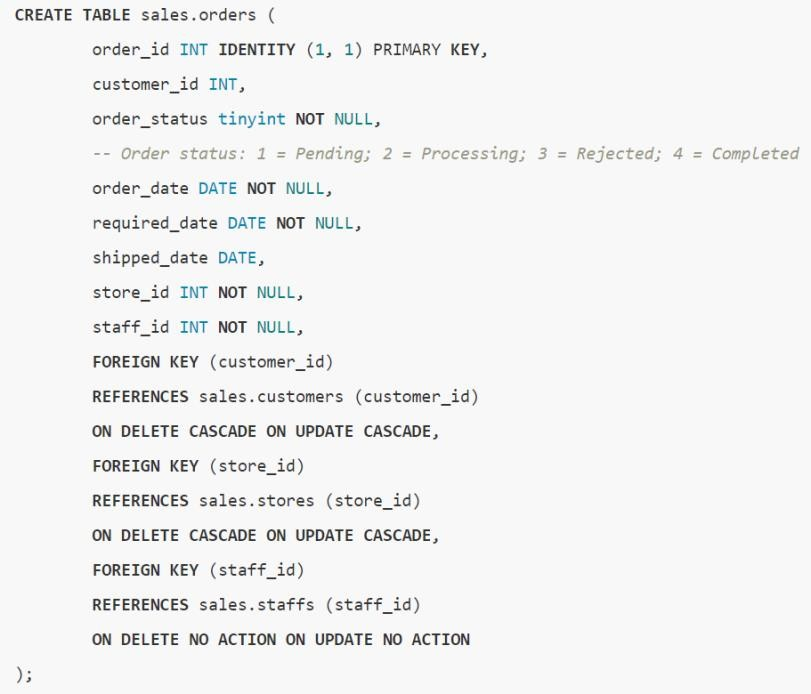 CREATE TABLE sales.orders (
order_id INT IDENTITY (1, 1) PRIMARY KEY,
customer_id INT,
order_status tinyint NOT NULL,
-- Order status: 1 = Pending; 2 = Processing; 3 = Rejected; 4 = Completed
order_date DATE NOT NULL,
required_date DATE NOT NULL,
shipped_date DATE,
store_id INT NOT NULL,
staff_id INT NOT NULL,
FOREIGN KEY (customer_id)
REFERENCES sales.customers (customer_id)
ON DELETE CASCADE ON UPDATE CASCADE,
FOREIGN KEY (store_id)
REFERENCES sales.stores (store_id)
ON DELETE CASCADE ON UPDATE CASCADE,
FOREIGN KEY (staff_id)
REFERENCES sales.staffs (staff_id)
ON DELETE NO ACTION ON UPDATE NO ACTION
);